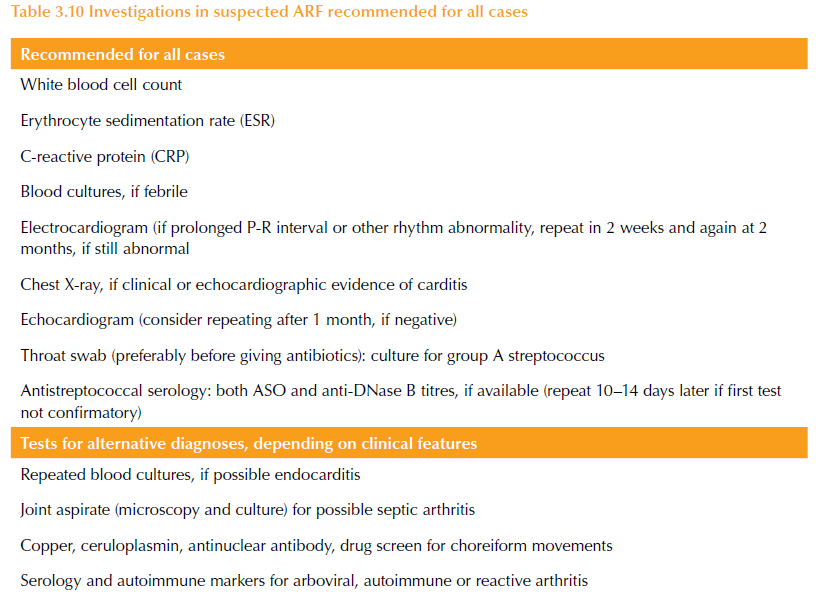 Table 3.10 Investigations in suspected ARF recommended for all cases
Recommended for all cases
White blood cell count
Erythrocyte sedimentation rate (ESR)
C-reactive protein (CRP)
Blood cultures, if febrile
Electrocardiogram (if prolonged P-R interval or other rhythm abnormality, repeat in 2 weeks and again at 2
months, if still abnormal
Chest X-ray, if clinical or echocardiographic evidence of carditis
Echocardiogram (consider repeating after 1 month, if negative)
Throat swab (preferably before giving antibiotics): culture for group A streptococcus
Antistreptococcal serology: both ASO and anti-DNase B titres, if available (repeat 10–14 days later if first test
not confirmatory)
Tests for alternative diagnoses, depending on clinical features
Repeated blood cultures, if possible endocarditis
Joint aspirate (microscopy and culture) for possible septic arthritis
Copper, ceruloplasmin, antinuclear antibody, drug screen for choreiform movements
Serology and autoimmune markers for arboviral, autoimmune or reactive arthritis